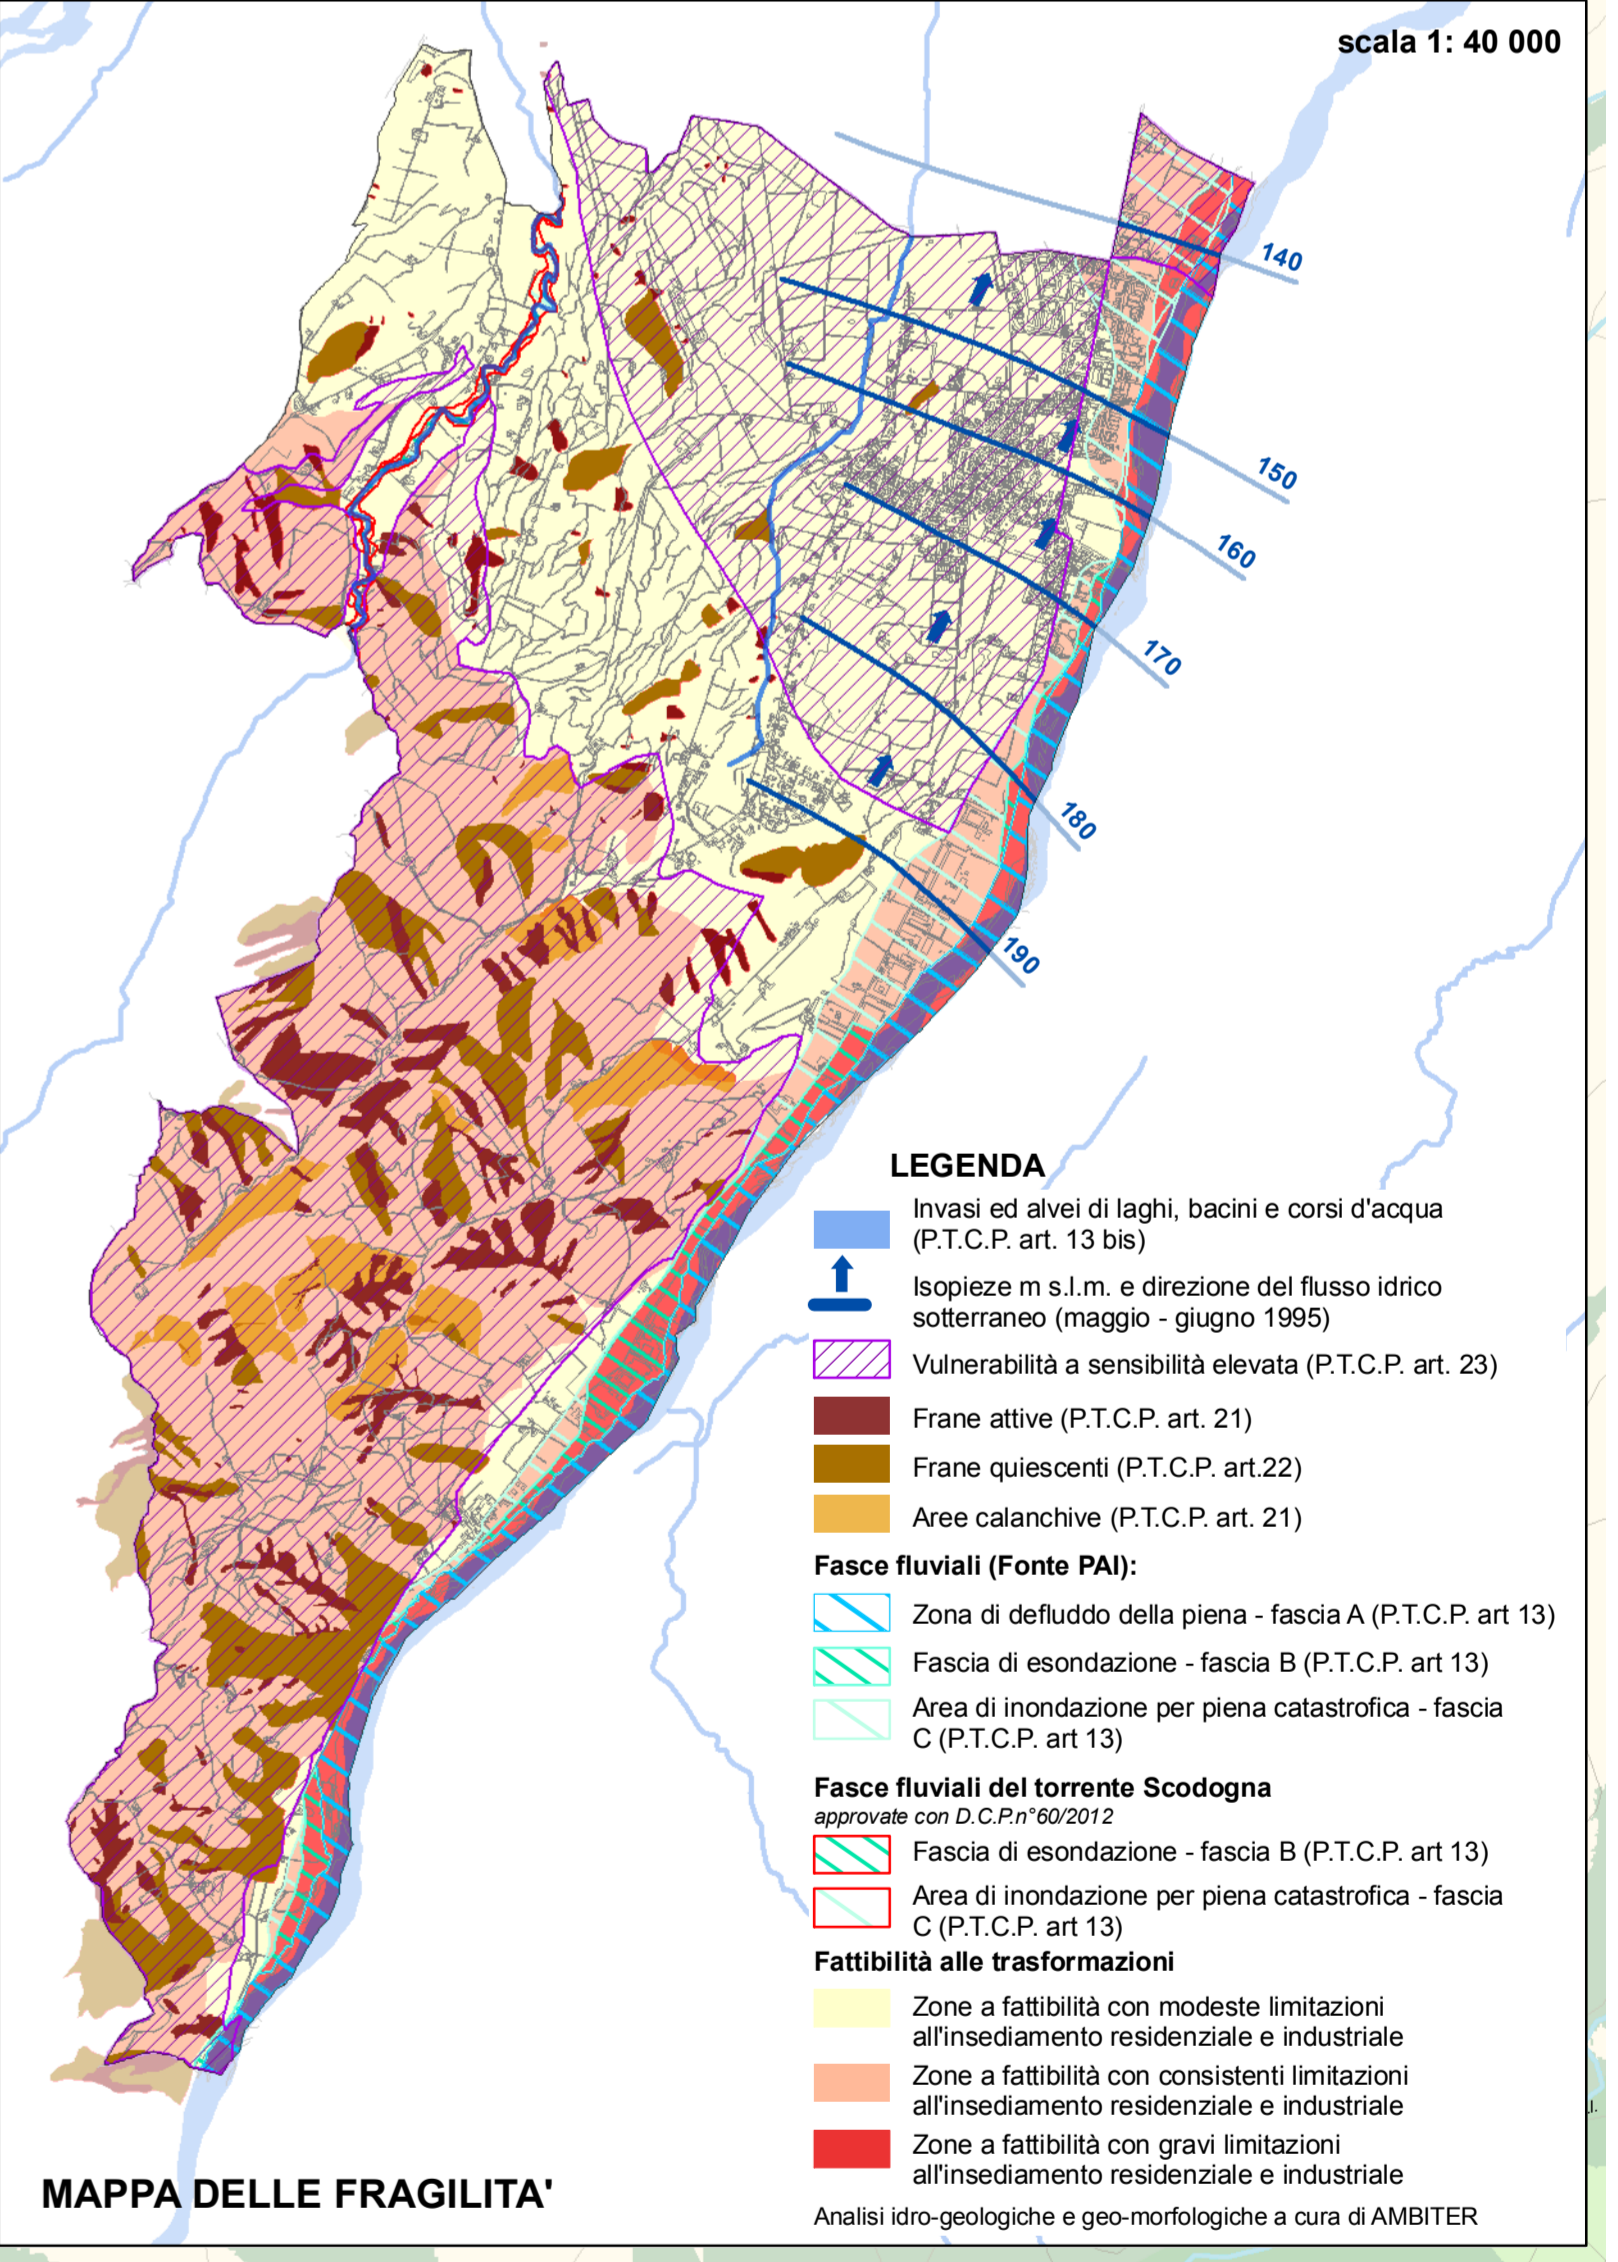 scala 1: 40 000
140
150
160
170
180
190
LEGENDA
Invasi ed alvei di laghi, bacini e corsi d'acqua
(P.T.C.P. art. 13 bis)
Isopieze m s.l.m. e direzione del flusso idrico
sotterraneo (maggio - giugno 1995)
Vulnerabilità a sensibilità elevata (P.T.C.P. art. 23)
Frane attive (P.T.C.P. art. 21)
Frane quiescenti (P.T.C.P. art.22)
Aree calanchive (P.T.C.P. art. 21)
Fasce fluviali (Fonte PAI):
Zona di defluddo della piena - fascia A (P.T.C.P. art 13)
Fascia di esondazione - fascia B (P.T.C.P. art 13)
Area di inondazione per piena catastrofica - fascia
C (P.T.C.P. art 13)
Fasce fluviali del torrente Scodogna
approvate con D.C.P.n°60/2012
Fascia di esondazione - fascia B (P.T.C.P. art 13)
Area di inondazione per piena catastrofica - fascia
C (P.T.C.P. art 13)
Fattibilità alle trasformazioni
Zone a fattibilità con modeste limitazioni
all'insediamento residenziale e industriale
Zone a fattibilità con consistenti limitazioni
all'insediamento residenziale e industriale
Zone a fattibilità con gravi limitazioni
all'insediamento residenziale e industriale
Analisi idro-geologiche e geo-morfologiche a cura di AMBITER
MAPPA DELLE FRAGILITA'